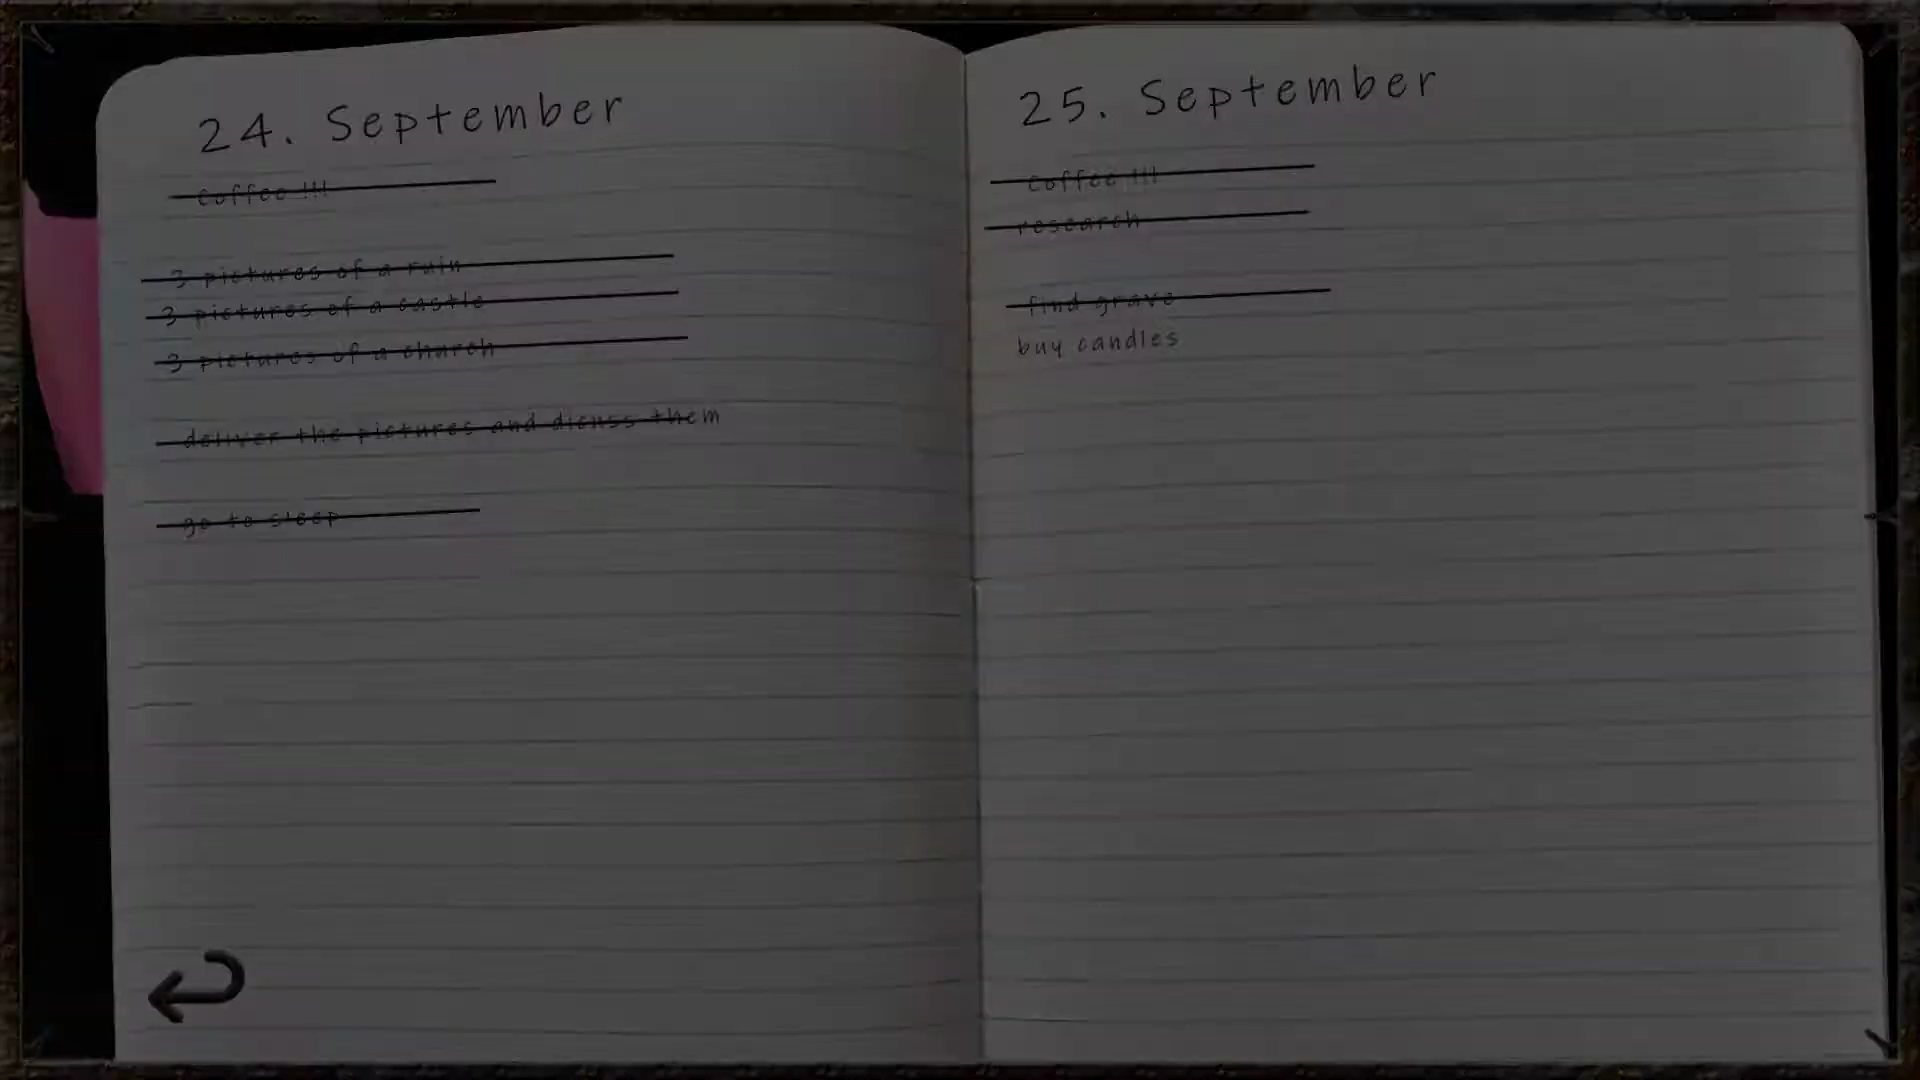 24. September
Coffee !!!
3 pictures of a ruin
3 pictures of a castle
3 pictures of a church
deliver the pictures and dicuss them
go to sleep
25. September
Coffee !!!
research
find grave
buy candles